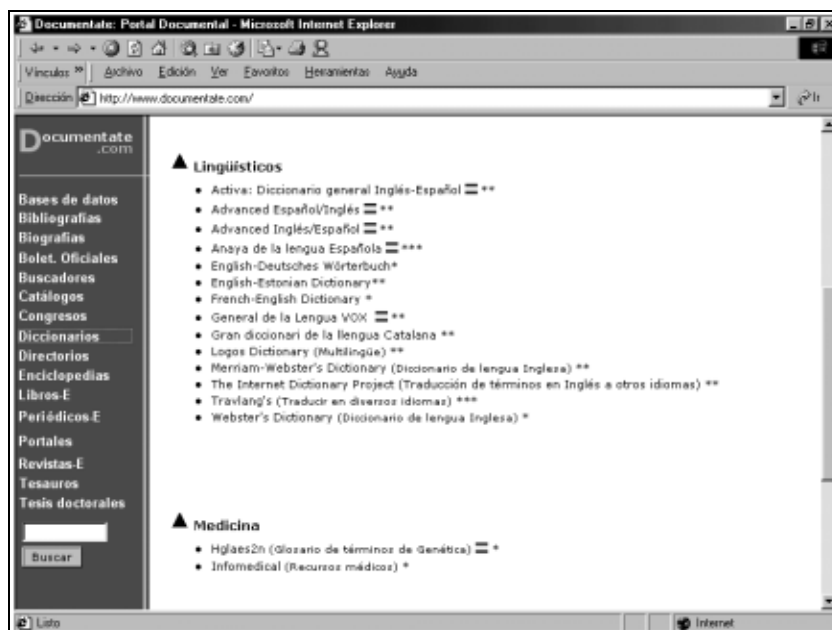 Documentate: Portal Documental - Microsoft Internet Explorer
Vínculos » Archivo Edición Ver Favoritos Herramientas Ayuda
Dirección http://www.documentate.com/ Ir
Documentate
.com
Bases de datos
Bibliografias
Biografias
Bolet. Oficiales
Buscadores
Catálogos
Congresos
Diccionarios
Directorios
Enciclopedias
Libros-E
Periódicos-E
Portales
Revistas-E
Tesauros
Tesis doctorales
Buscar
Lingüísticos
• Activa: Diccionario general Inglés-Español **
• Advanced Español/Inglés **
• Advanced Inglés/Español **
• Anaya de la lengua Española ***
• English-Deutsches Wörterbuch*
• English-Estonian Dictionary**
• French-English Dictionary *
• General de la Lengua VOX **
• Gran diccionari de la llengua Catalana **
• Logos Dictionary (Multilingüe) **
• Merriam-Webster's Dictionary (Diccionario de lengua Inglesa) **
• The Internet Dictionary Project (Traducción de términos en Inglés a otros idiomas) **
• Travlang's (Traducir en diversos idiomas) ***
• Webster's Dictionary (Diccionario de lengua Inglesa) *
Medicina
• Hglaes2n (Glosario de términos de Genética) *
• Infomedical (Recursos médicos) *
Listo Internet